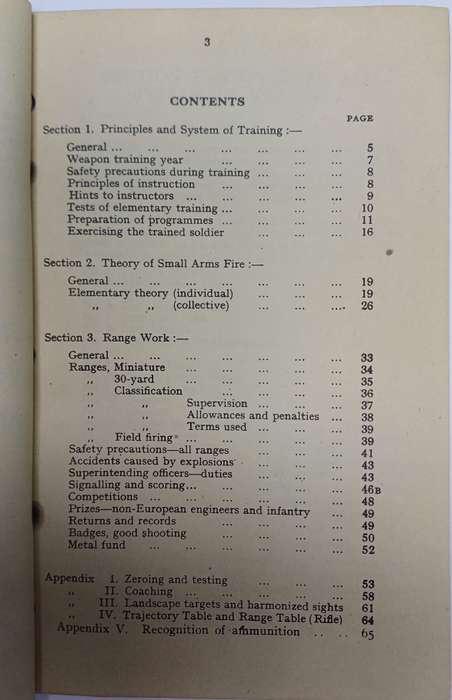 3
CONTENTS
PAGE
Section 1. Principles and System of Training :—
General ... ... ... ... ... ... ... 5
Weapon training year ... ... ... ... 7
Safety precautions during training ... ... ... 8
Principles of instruction ... ... ... ... 8
Hints to instructors ... ... ... ... ... 9
Tests of elementary training ... ... ... ... 10
Preparation of programmes ... ... ... ... 11
Exercising the trained soldier ... ... ... 16
Section 2. Theory of Small Arms Fire :—
General ... ... ... ... ... ... ... 19
Elementary theory (individual) ... ... ... 19
„ „ (collective) ... ... ... 26
Section 3. Range Work :—
General ... ... ... ... ... ... ... 33
Ranges, Miniature ... ... ... ... ... 34
„ 30-yard ... ... ... ... ... 35
„ Classification ... ... ... ... 36
„ „ Supervision ... ... ... 37
„ „ Allowances and penalties ... 38
„ „ Terms used ... ... ... 39
„ Field firing ... ... ... ... ... 39
Safety precautions—all ranges ... ... ... 41
Accidents caused by explosions ... ... ... 43
Superintending officers—duties ... ... ... 43
Signalling and scoring... ... ... ... ... 46B
Competitions ... ... ... ... ... ... 48
Prizes—non-European engineers and infantry ... 49
Returns and records ... ... ... ... 49
Badges, good shooting ... ... ... ... 50
Metal fund ... ... ... ... ... ... 52
Appendix I. Zeroing and testing ... ... ... 53
„ II. Coaching ... ... ... ... ... 58
„ III. Landscape targets and harmonized sights 61
„ IV. Trajectory Table and Range Table (Rifle) 64
Appendix V. Recognition of ammunition .. .. 65